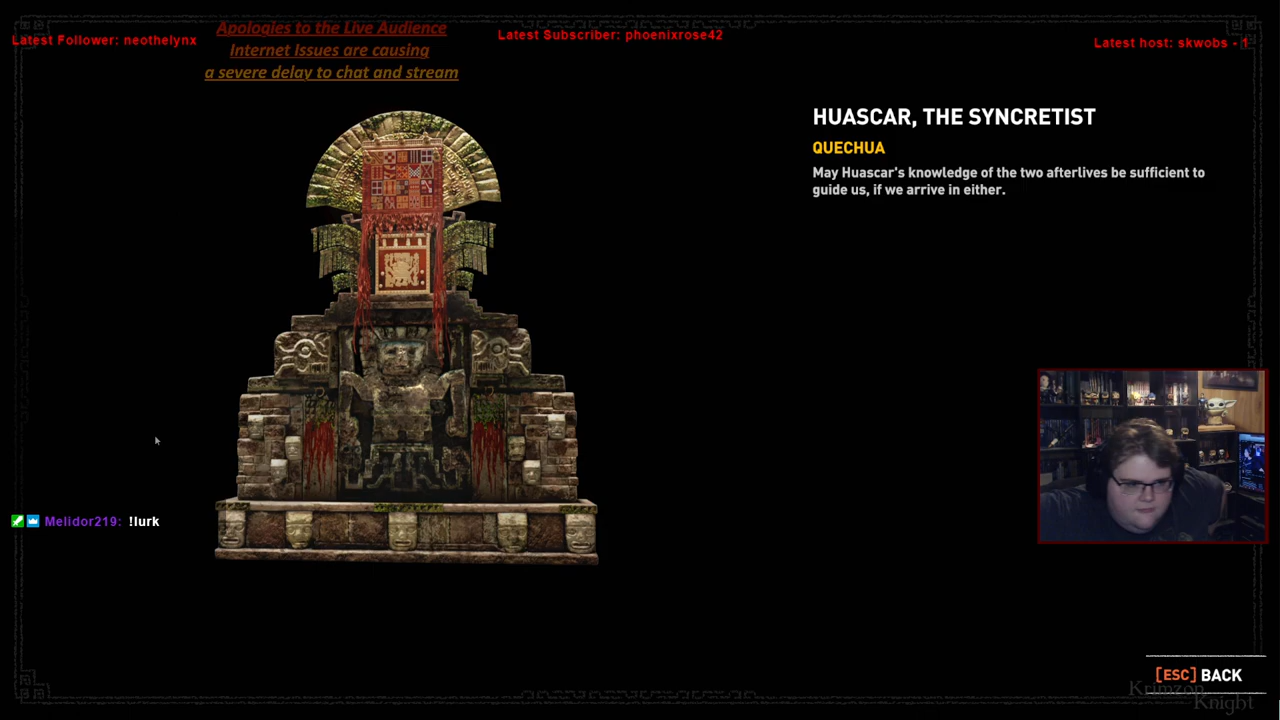 Apologies to the Live Audience
Internet Issues are causing
a severe delay to chat and stream
Latest Follower: neothelynx
Latest Subscriber: phoenixrose42
Latest host: skwobs - 1
HUASCAR, THE SYNCRETIST
QUECHUA
May Huascar's knowledge of the two afterlives be sufficient to
guide us, if we arrive in either.
Melidor219: !lurk
[ESC] BACK
Krimzon
Knight